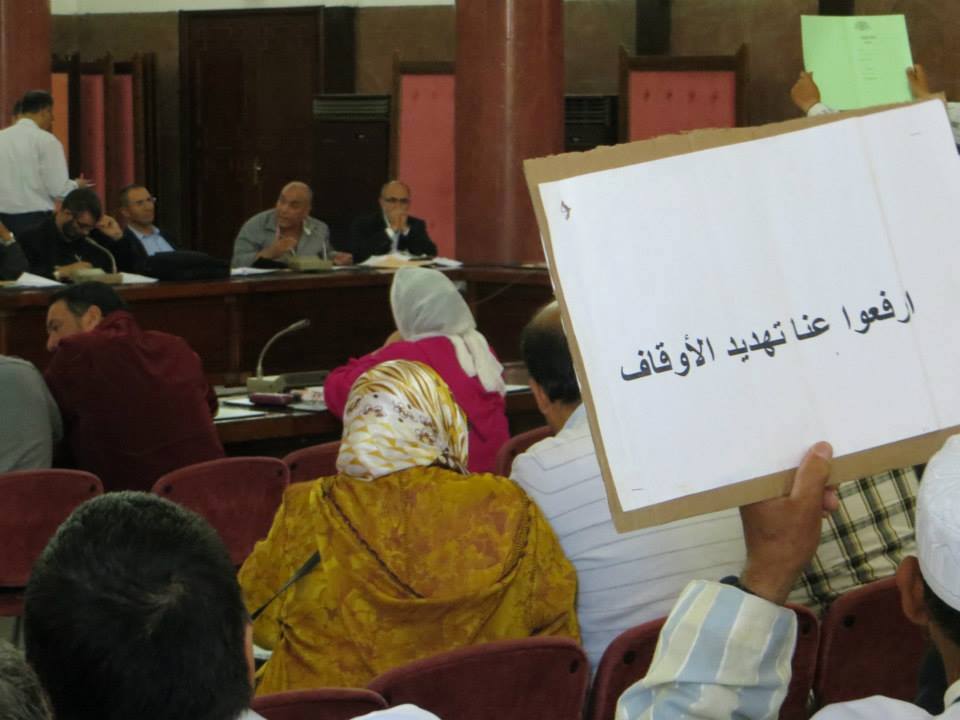 ارفعوا عنا تهديد الأوقاف